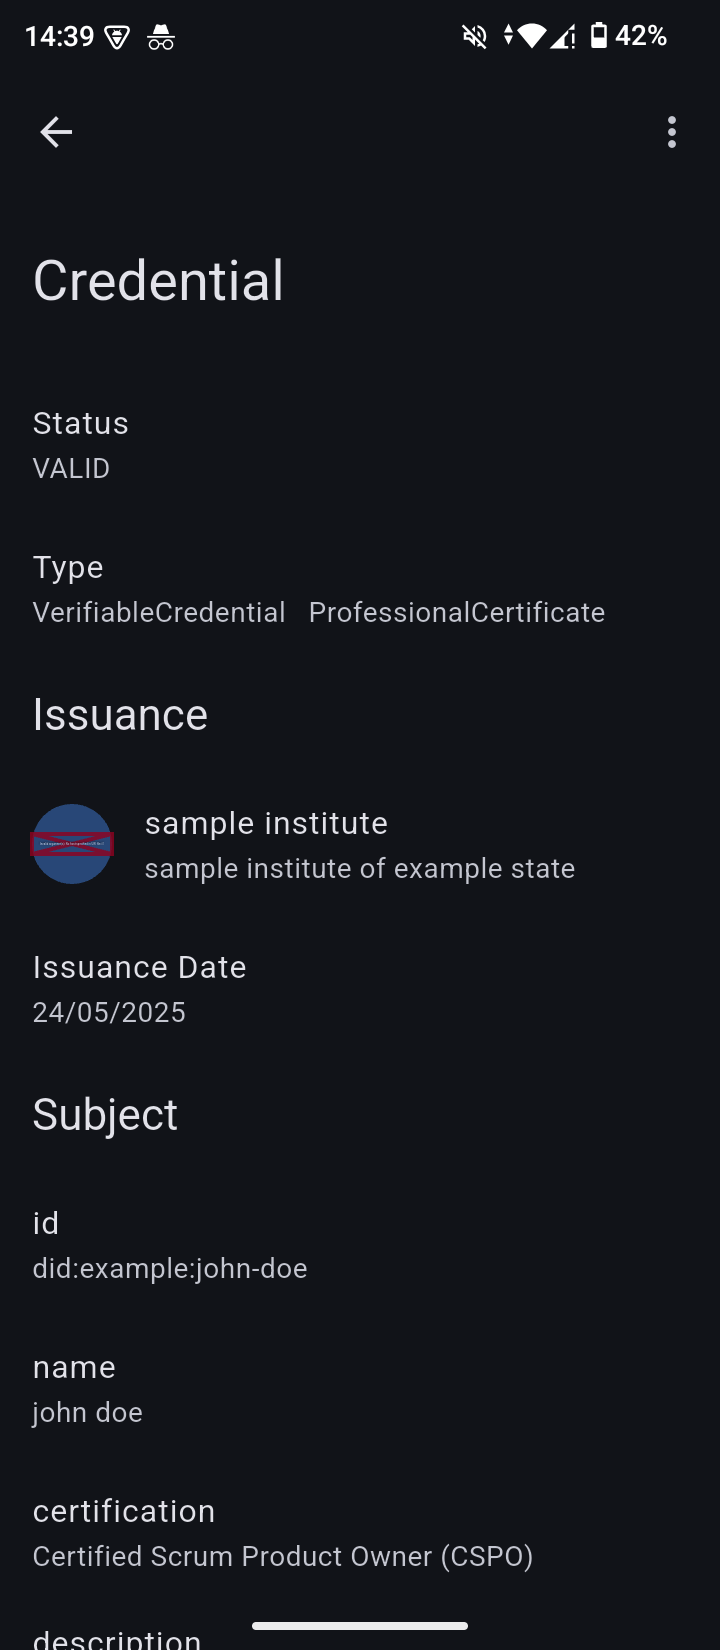 14:39
42%
Credential
Status
VALID
Type
VerifiableCredential ProfessionalCertificate
Issuance
sample institute
sample institute of example state
Issuance Date
24/05/2025
Subject
id
did:example:john-doe
name
john doe
certification
Certified Scrum Product Owner (CSPO)
description